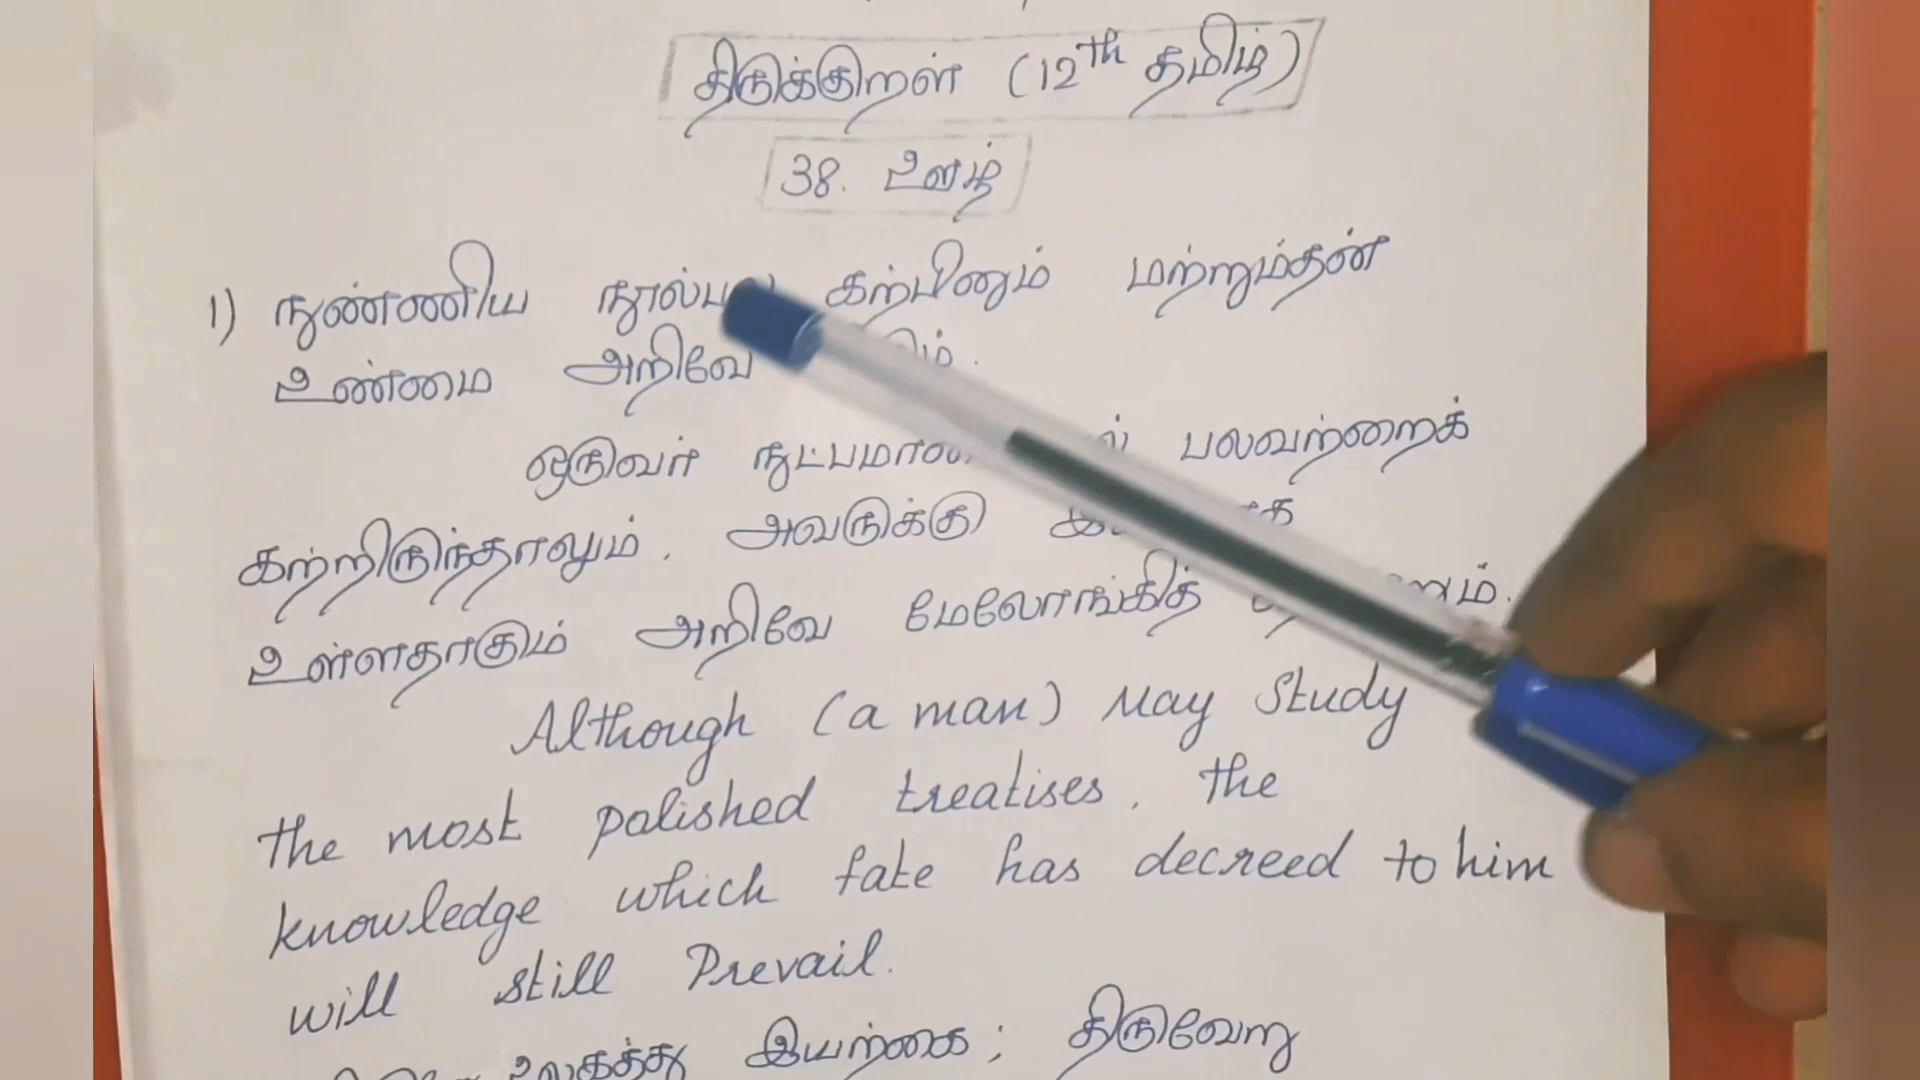 திருக்குறள் (12th தமிழ்)
38. ஊழ்
1) நுண்ணிய நூல்பல கற்பினும் மற்றும்தன்
உண்மை அறிவே
ஒருவர் நுட்பமான பலவற்றைக்
கற்றிருந்தாலும். அவருக்கு
உள்ளதாகும் அறிவே மேலோங்கித்
Although (a man) may study
the most polished treatises, the
knowledge which fate has decreed to him
will still Prevail.
உலகத்து இயற்கை; திருவேறு